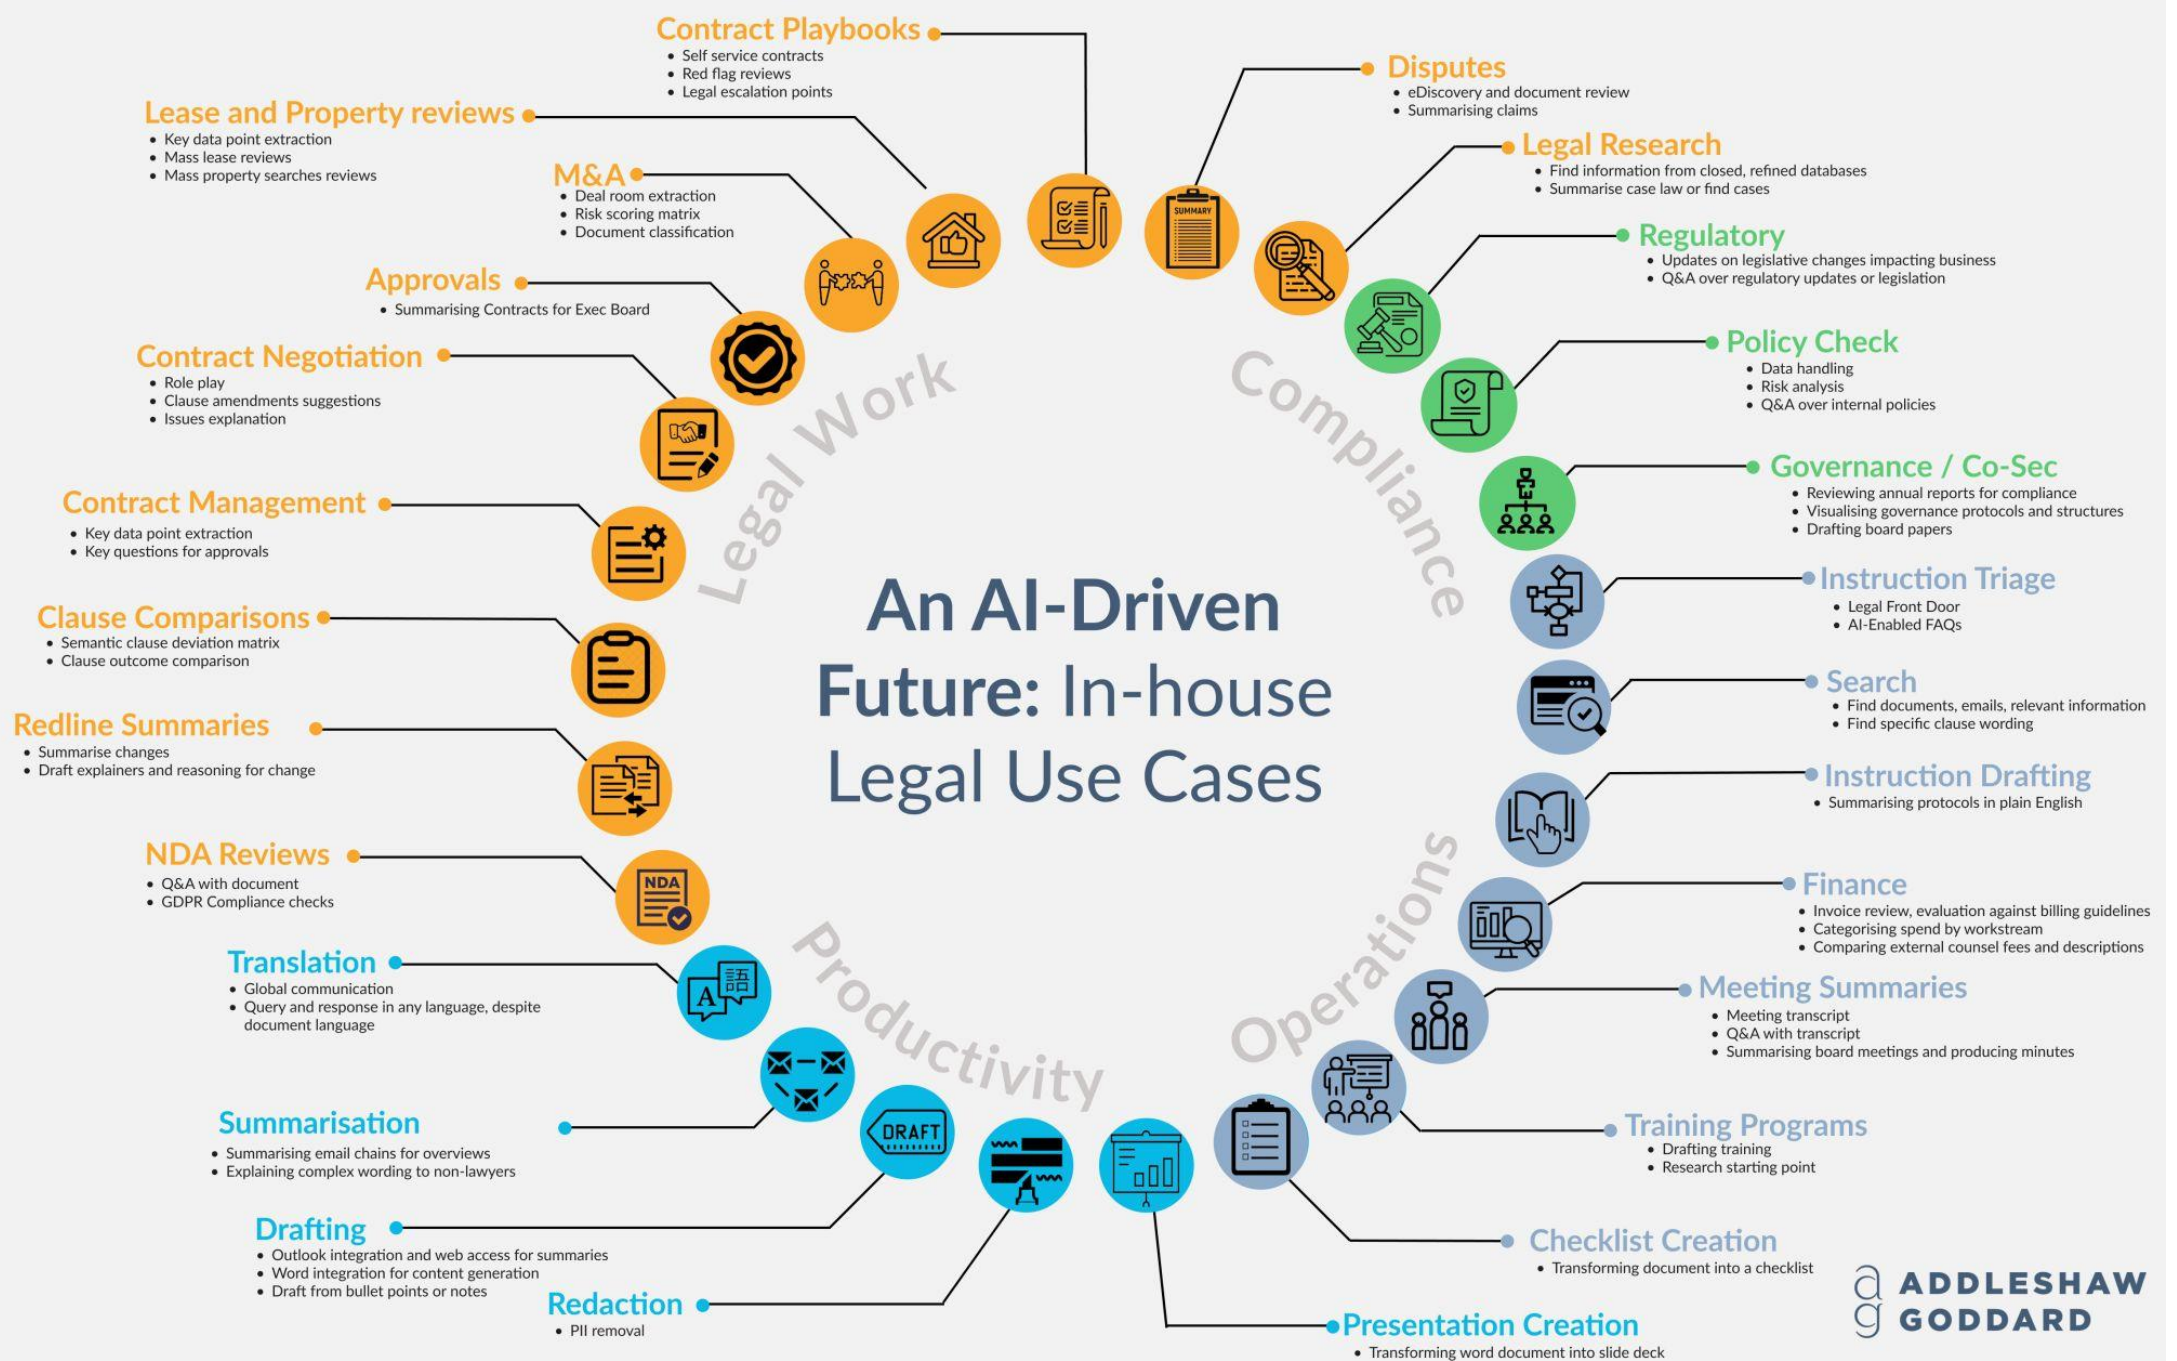 Contract Playbooks
• Self service contracts
• Red flag reviews
• Legal escalation points
Lease and Property reviews
• Key data point extraction
• Mass lease reviews
• Mass property searches reviews
M&A
• Deal room extraction
• Risk scoring matrix
• Document classification
Approvals
• Summarising Contracts for Exec Board
Contract Negotiation
• Role play
• Clause amendments suggestions
• Issues explanation
Contract Management
• Key data point extraction
• Key questions for approvals
Clause Comparisons
• Semantic clause deviation matrix
• Clause outcome comparison
Redline Summaries
• Summarise changes
• Draft explainers and reasoning for change
NDA Reviews
• Q&A with document
• GDPR Compliance checks
NDA
Translation
• Global communication
• Query and response in any language, despite
document language
A
語
Summarisation
• Summarising email chains for overviews
• Explaining complex wording to non-lawyers
Drafting
• Outlook integration and web access for summaries
• Word integration for content generation
• Draft from bullet points or notes
DRAFT
Redaction
• PII removal
Presentation Creation
• Transforming word document into slide deck
Disputes
• eDiscovery and document review
• Summarising claims
SUMMARY
Legal Research
• Find information from closed, refined databases
• Summarise case law or find cases
Regulatory
• Updates on legislative changes impacting business
• Q&A over regulatory updates or legislation
Policy Check
• Data handling
• Risk analysis
• Q&A over internal policies
Governance / Co-Sec
• Reviewing annual reports for compliance
• Visualising governance protocols and structures
• Drafting board papers
Instruction Triage
• Legal Front Door
• AI-Enabled FAQs
Search
• Find documents, emails, relevant information
• Find specific clause wording
Instruction Drafting
• Summarising protocols in plain English
Finance
• Invoice review, evaluation against billing guidelines
• Categorising spend by workstream
• Comparing external counsel fees and descriptions
Meeting Summaries
• Meeting transcript
• Q&A with transcript
• Summarising board meetings and producing minutes
Training Programs
• Drafting training
• Research starting point
Checklist Creation
• Transforming document into a checklist
Legal Work
Compliance
Productivity
Operations
An AI-Driven
Future: In-house
Legal Use Cases
ag
ADDLESHAW
GODDARD